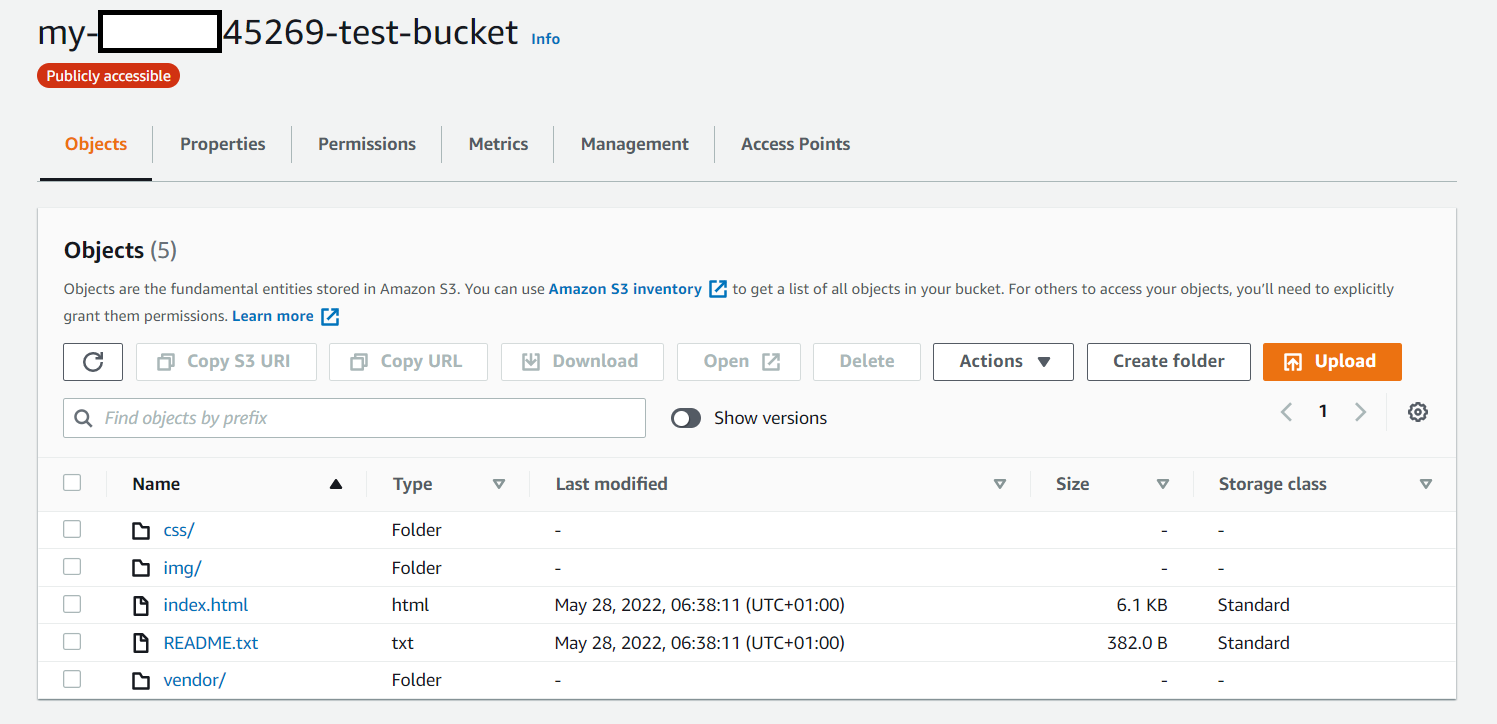 my-45269-test-bucket Info
Publicly accessible
Objects Properties Permissions Metrics Management Access Points
Objects (5)
Objects are the fundamental entities stored in Amazon S3. You can use Amazon S3 inventory to get a list of all objects in your bucket. For others to access your objects, you'll need to explicitly
grant them permissions. Learn more
Copy S3 URI Copy URL Download Open Delete Actions Create folder Upload
Find objects by prefix Show versions 1
Name Type Last modified Size Storage class
css/ Folder - - -
img/ Folder - - -
index.html html May 28, 2022, 06:38:11 (UTC+01:00) 6.1 KB Standard
README.txt txt May 28, 2022, 06:38:11 (UTC+01:00) 382.0 B Standard
vendor/ Folder - - -